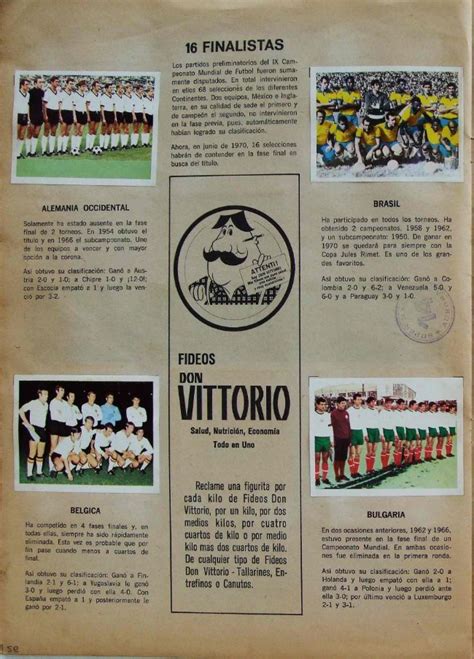 16 FINALISTAS
Los partidos preliminatorios del IX Cam-
peonato Mundial de Futbol fueron suma-
mente disputados. En total intervinieron
en ellos 68 selecciones de los diferentes
Continentes. Dos equipos, México e Ingla-
terra, en su calidad de sede el primero y
de campeón el segundo, no intervinieron
en la fase previa, pues, automáticamente
habían logrado su clasificación.
Ahora, en junio de 1970, 16 selecciones
habrán de contender en la fase final en
busca del título.
ALEMANIA OCCIDENTAL
Solamente ha estado ausente en la fase
final de 2 torneos. En 1954 obtuvo el
título y en 1966 el subcampeonato. Uno
de los equipos a vencer y con mayor
opción a la corona.
Así obtuvo su clasificación: Ganó a Aus-
tria 2-0 y 1-0; a Chipre 1-0 y (12-0!;
con Escocia empató a 1 y luego la ven-
ció por 3-2.
BRASIL
Ha participado en todos los torneos. Ha
obtenido 2 campeonatos, 1958 y 1962,
y un subcampeonato: 1950. De ganar en
1970 se quedará para siempre con la
Copa Jules Rimet. Es uno de los gran-
des favoritos.
Así obtuvo su clasificación: Ganó a Co-
lombia 2-0 y 6-2; a Venezuela 5-0 y
6-0 y a Paraguay 3-0 y 1-0.
ATTENTI!
FIDEOS
DON
VITTORIO
Salud, Nutrición, Economía
Todo en Uno
Reclame una figurita por
cada kilo de Fideos Don
Vittorio, por un kilo, por dos
medios kilos, por cuatro
cuartos de kilo o por medio
kilo mas dos cuartos de kilo.
De cualquier tipo de Fideos
Don Vittorio - Tallarines, En-
trefinos o Canutos.
BELGICA
Ha competido en 4 fases finales y, en
todas ellas, siempre ha sido rápidamente
eliminada. Esta vez es probable que por
fin pase cuando menos a cuartos de
final.
Así obtuvo su clasificación: Ganó a Fin-
landia 2-1 y 6-1; a Yugoslavia le ganó
3-0 y luego perdió con ella 4-0. Con
España empató a 1 y posteriormente le
ganó por 2-1.
BULGARIA
En dos ocasiones anteriores, 1962 y 1966,
estuvo presente en la fase final de un
Campeonato Mundial. En ambas ocasio-
nes fue eliminada en la primera ronda.
Así obtuvo su clasificación: Ganó 2-0 a
Holanda y luego empató con ella a 1;
ganó 4-1 a Polonia y luego perdió ante
ella 3-0; por último venció a Luxemburgo
2-1 y 3-1.